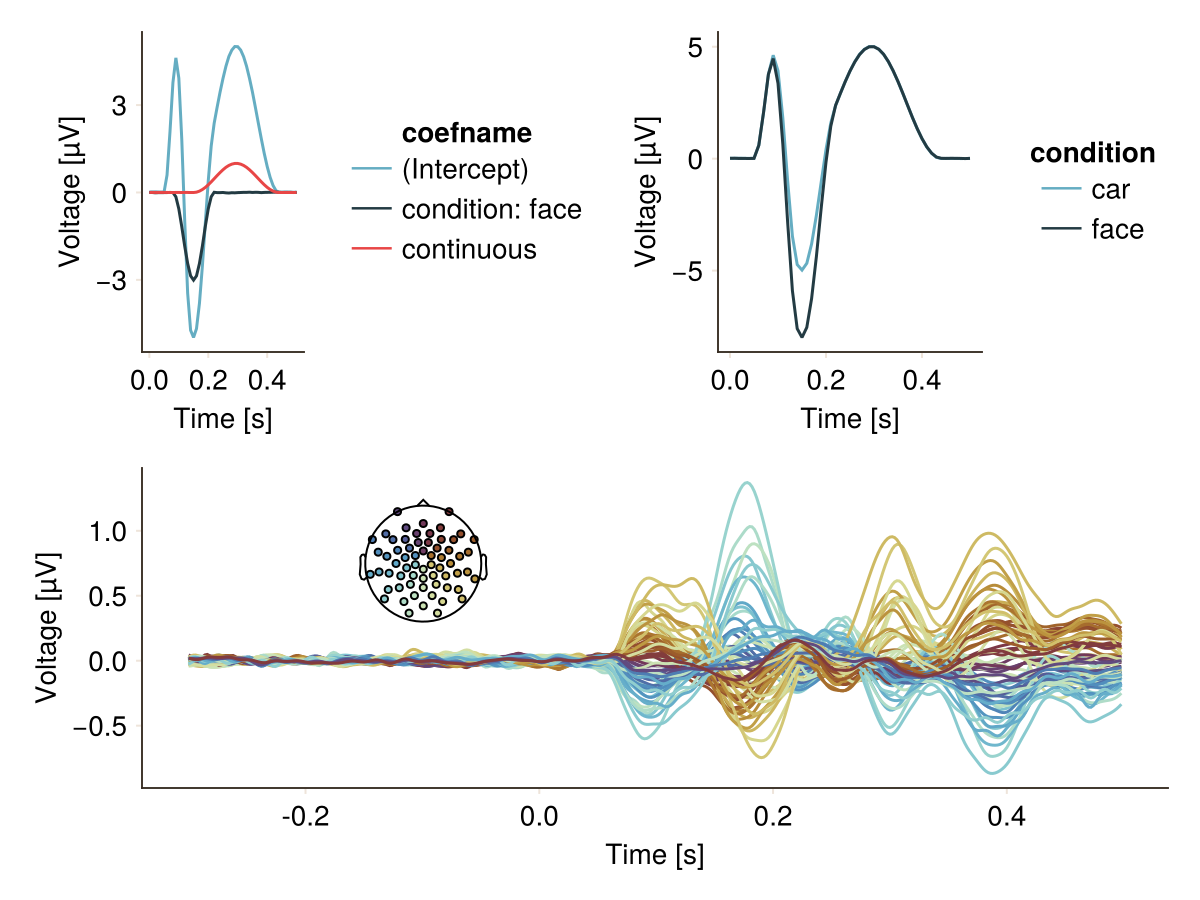 Voltage [µV]
3
0
−3
0.0 0.2 0.4
Time [s]
coefname
(Intercept)
condition: face
continuous
Voltage [µV]
5
0
−5
0.0 0.2 0.4
Time [s]
condition
car
face
Voltage [µV]
1.0
0.5
0.0
−0.5
-0.2 0.0 0.2 0.4
Time [s]